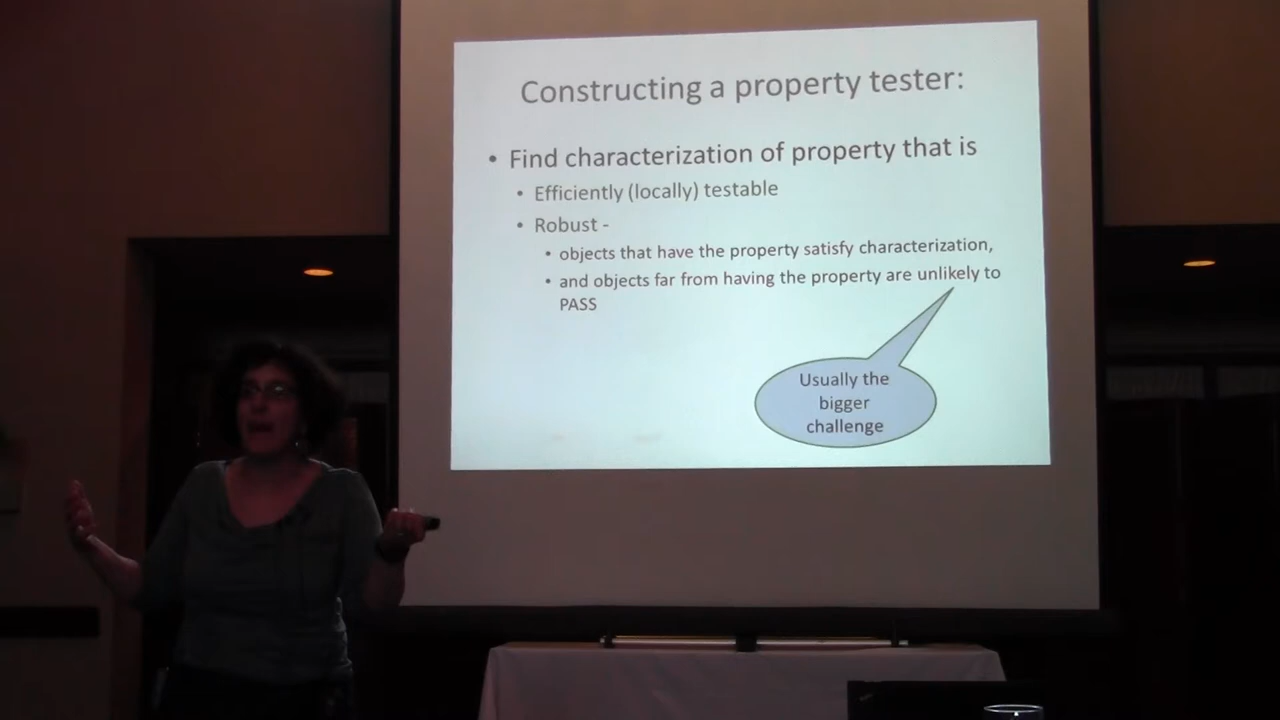 Constructing a property tester:
• Find characterization of property that is
• Efficiently (locally) testable
• Robust -
• objects that have the property satisfy characterization,
• and objects far from having the property are unlikely to
PASS
Usually the
bigger
challenge